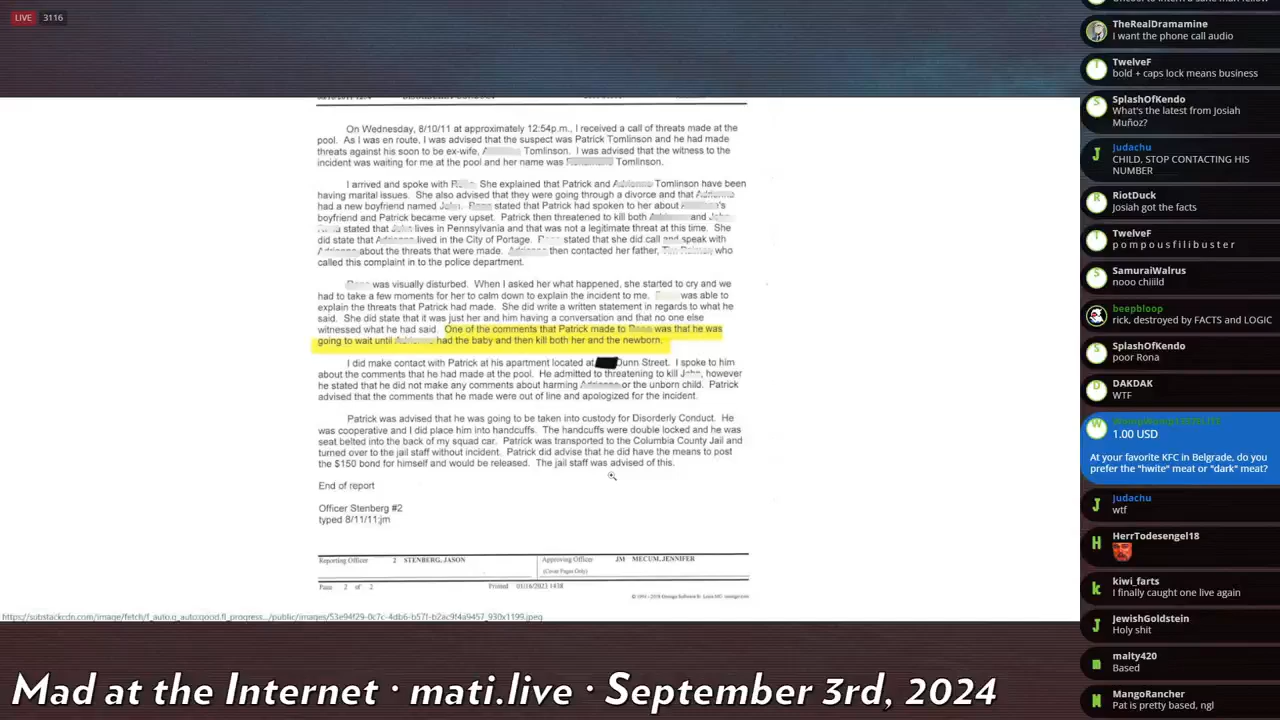 LIVE 3116
On Wednesday, 8/10/11 at approximately 12:54p.m., I received a call of threats made at the
pool. As I was en route, I was advised that the suspect was Patrick Tomlinson and he had made
threats against his soon to be ex-wife, Tomlinson. I was advised that the witness to the
incident was waiting for me at the pool and her name was Tomlinson.
I arrived and spoke with She explained that Patrick and Tomlinson have been
having marital issues. She also advised that they were going through a divorce and that
had a new boyfriend named stated that Patrick had spoken to her about 's
boyfriend and Patrick became very upset. Patrick then threatened to kill both and
stated that lives in Pennsylvania and that was not a legitimate threat at this time. She
did state that lived in the City of Portage. stated that she did call and speak with
about the threats that were made. then contacted her father, who
called this complaint in to the police department.
was visually disturbed. When I asked her what happened, she started to cry and we
had to take a few moments for her to calm down to explain the incident to me. was able to
explain the threats that Patrick had made. She did write a written statement in regards to what he
said. She did state that it was just her and him having a conversation and that no one else
witnessed what he had said. One of the comments that Patrick made to was that he was
going to wait until had the baby and then kill both her and the newborn.
I did make contact with Patrick at his apartment located at Dunn Street. I spoke to him
about the comments that he had made at the pool. He admitted to threatening to kill however
he stated that he did not make any comments about harming or the unborn child. Patrick
advised that the comments that he made were out of line and apologized for the incident.
Patrick was advised that he was going to be taken into custody for Disorderly Conduct. He
was cooperative and I did place him into handcuffs. The handcuffs were double locked and he was
seat belted into the back of my squad car. Patrick was transported to the Columbia County Jail and
turned over to the jail staff without incident. Patrick did advise that he did have the means to post
the $150 bond for himself and would be released. The jail staff was advised of this.
End of report
Officer Stenberg #2
typed 8/11/11:jm
Reporting Officer 2 STENBERG, JASON Approving Officer JM MECUM, JENNIFER
(Cover Pages Only)
Page 2 of 2 Printed 01/16/2023 1438
TheRealDramamine
I want the phone call audio
TwelveF
bold + caps lock means business
SplashOfKendo
What's the latest from Josiah
Muñoz?
Judachu
CHILD, STOP CONTACTING HIS
NUMBER
RiotDuck
Josiah got the facts
TwelveF
p o m p o u s f i l i b u s t e r
SamuraiWalrus
nooo chiiild
beepbloop
rick, destroyed by FACTS and LOGIC
SplashOfKendo
poor Rona
DAKDAK
WTF
1.00 USD
At your favorite KFC in Belgrade, do you
prefer the "hwite" meat or "dark" meat?
Judachu
wtf
HerrTodesengel18
kiwi_farts
I finally caught one live again
JewishGoldstein
Holy shit
malty420
Based
MangoRancher
Pat is pretty based, ngl
Mad at the Internet · mati.live · September 3rd, 2024